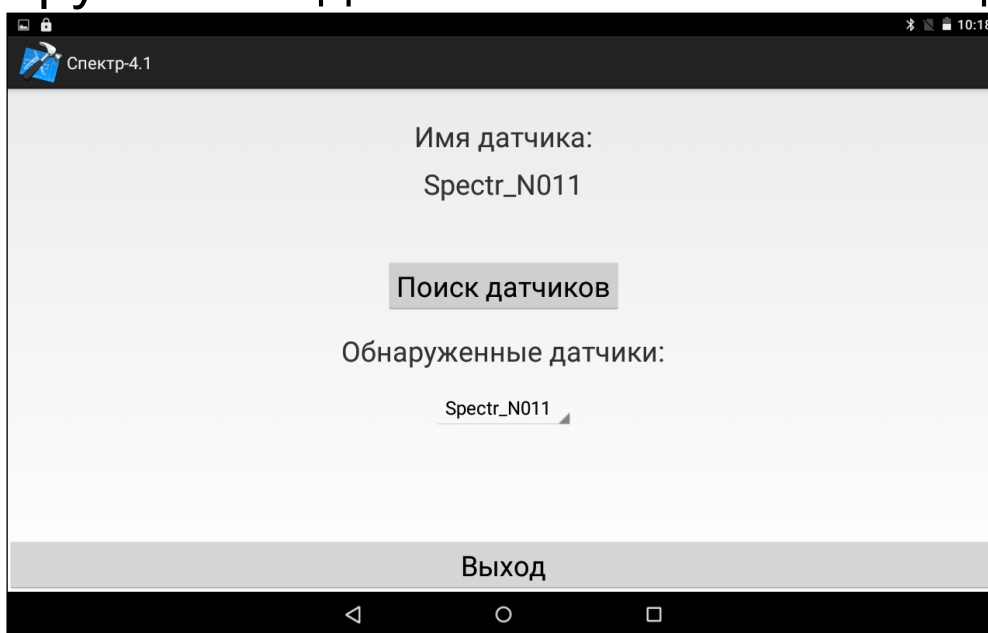 10:18
Спектр-4.1
Имя датчика:
Spectr_N011
Поиск датчиков
Обнаруженные датчики:
Spectr_N011
Выход